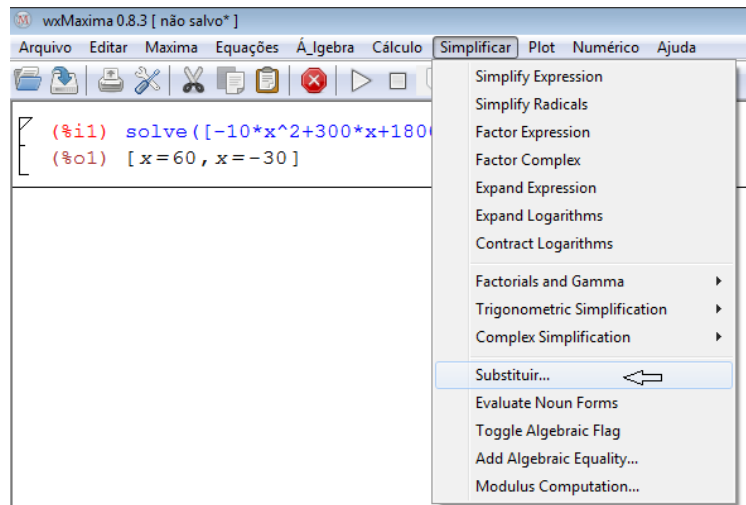 wxMaxima 0.8.3 [ não salvo* ]
Arquivo Editar Maxima Equações Á_lgebra Cálculo Simplificar Plot Numérico Ajuda
Simplify Expression
Simplify Radicals
Factor Expression
Factor Complex
Expand Expression
Expand Logarithms
Contract Logarithms
Factorials and Gamma
Trigonometric Simplification
Complex Simplification
Substituir...
Evaluate Noun Forms
Toggle Algebraic Flag
Add Algebraic Equality...
Modulus Computation...
(%i1) solve([-10*x^2+300*x+180
(%o1) [x=60,x=-30]